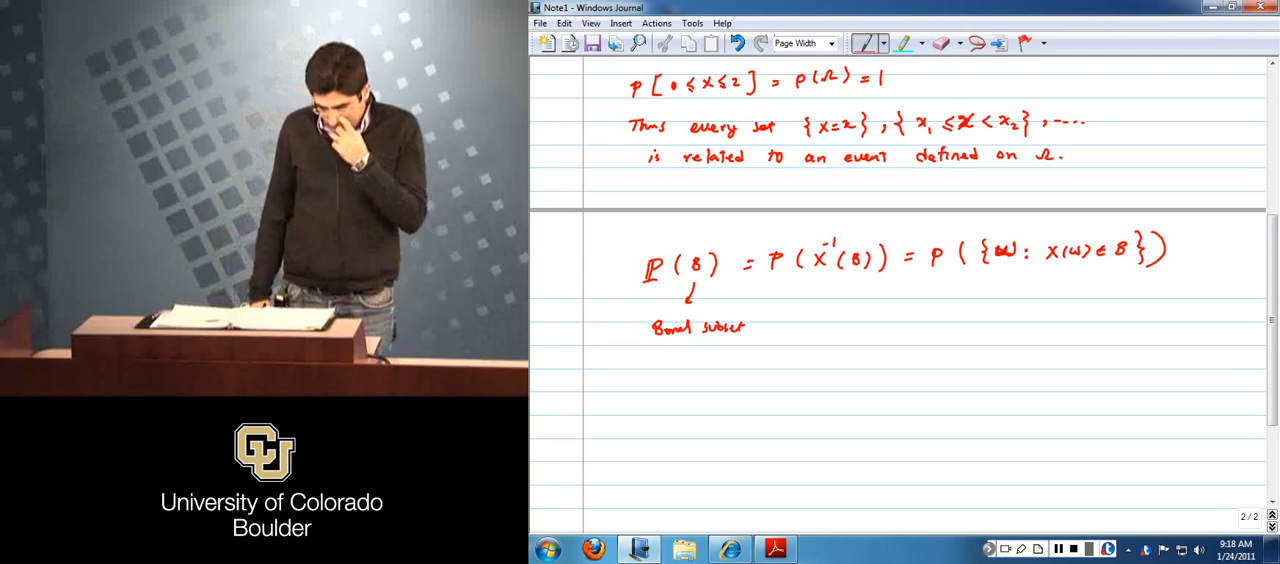 Note1 - Windows Journal
File Edit View Insert Actions Tools Help
Page Width
P [ 0 ≤ X ≤ 2 ] = P(Ω) = 1
Thus every set { X = x } , { x₁ ≤ X < x₂ } , ....
is related to an event defined on Ω.
P (B) = P ( X⁻¹(B) ) = P ( { ω : X(ω) ∈ B } )
Borel subset
CU
University of Colorado
Boulder
2 / 2
9:18 AM
1/24/2011